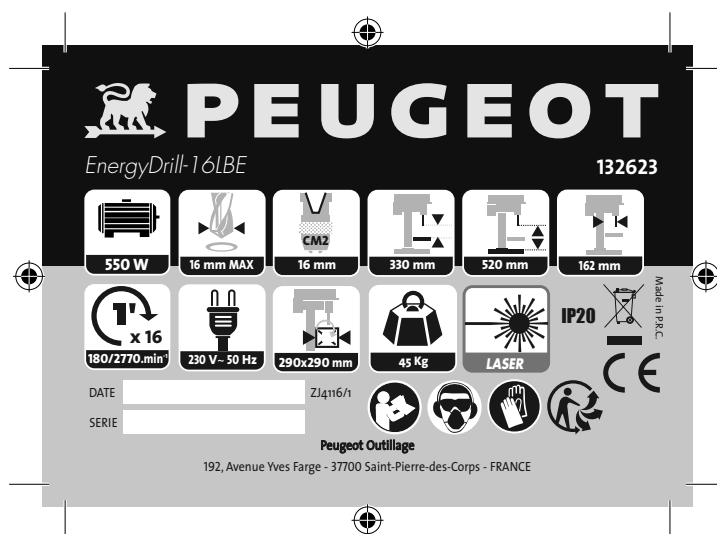 PEUGEOT
EnergyDrill-16LBE
132623
550 W
16 mm MAX
CM2
16 mm
330 mm
520 mm
162 mm
1'
x 16
180/2770.min-1
230 V~ 50 Hz
290x290 mm
45 Kg
LASER
IP20
Made in P.R.C.
CE
DATE
ZJ4116/1
SERIE
Peugeot Outillage
192, Avenue Yves Farge - 37700 Saint-Pierre-des-Corps - FRANCE